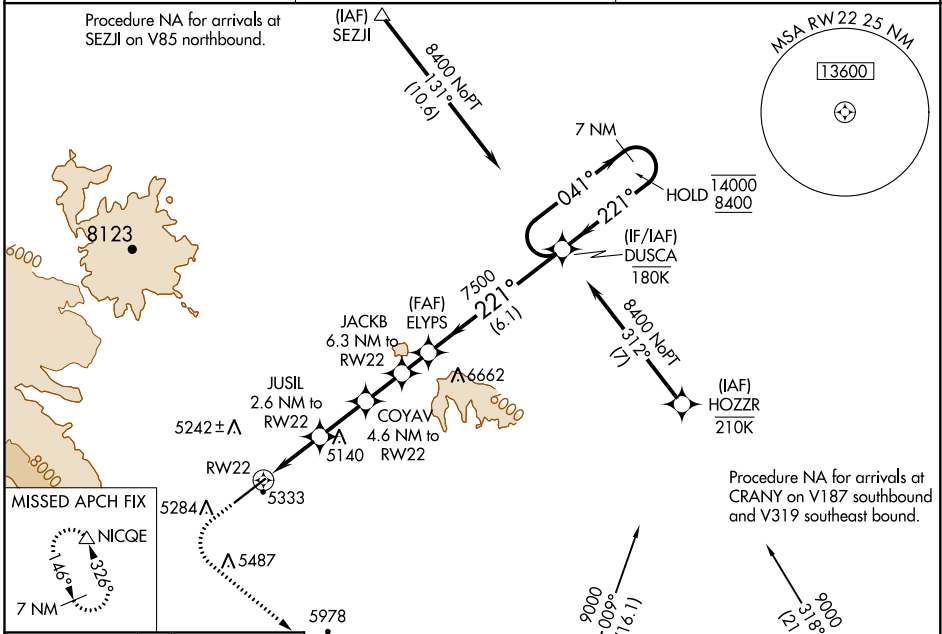 Procedure NA for arrivals at
SEZJI on V85 northbound.
(IAF)
SEZJI
8400 NoPT
131°
(10.6)
MSA RW22 25 NM
13600
7 NM
041°
221°
HOLD
14000
8400
(IF/IAF)
DUSCA
180K
8123
6000
7500
221°
(6.1)
(FAF)
ELYPS
JACKB
6.3 NM to
RW22
8400 NoPT
312°
(7)
6662
6000
(IAF)
HOZZR
210K
JUSIL
2.6 NM to
RW22
COYAV
4.6 NM to
RW22
5242 ±
5140
8000
RW22
5333
5284
5487
5978
Procedure NA for arrivals at
CRANY on V187 southbound
and V319 southeast bound.
MISSED APCH FIX
NICQE
146°
326°
7 NM
9000
009°
16.1)
9000
318°
(21